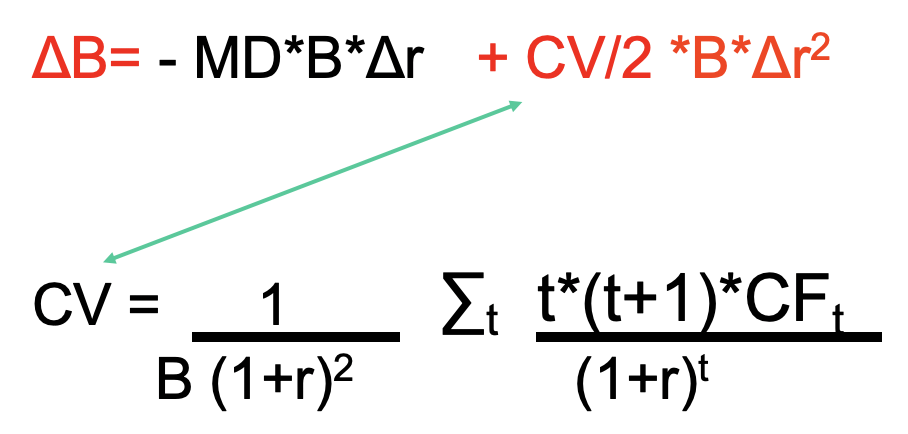 ΔB= - MD*B*Δr + CV/2 *B*Δr²
CV = 1 ∑t t*(t+1)*CFt
B (1+r)² (1+r)ᵗ